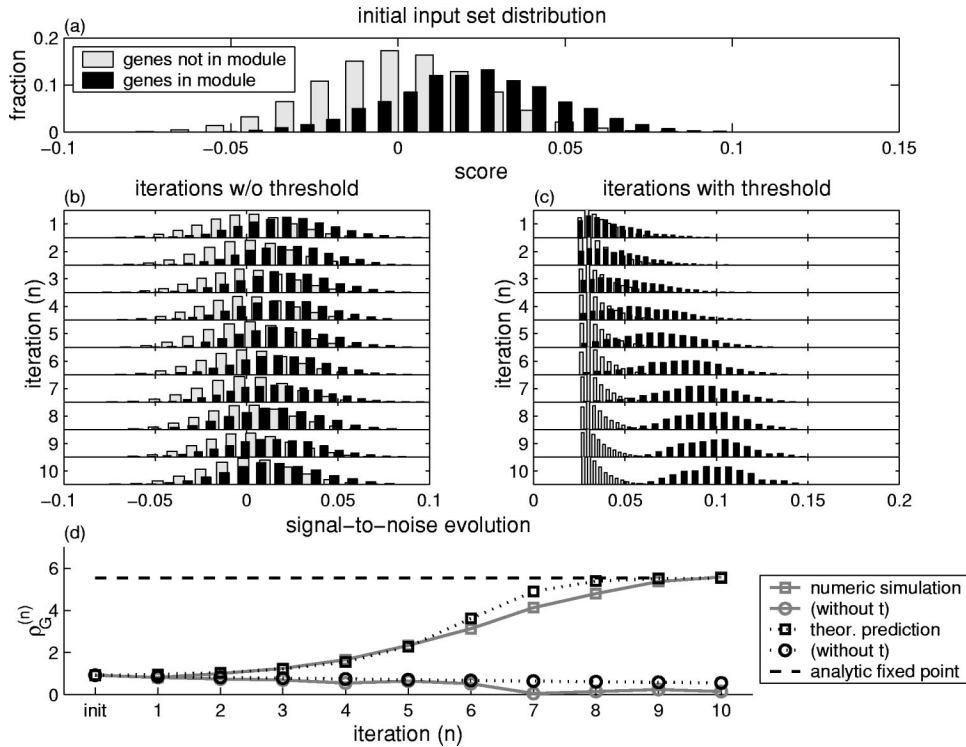 (a)
initial input set distribution
0.2
0.1
0
fraction
genes not in module
genes in module
−0.1
−0.05
0
0.05
0.1
0.15
score
(b)
iterations w/o threshold
iteration (n)
1
2
3
4
5
6
7
8
9
10
−0.1
−0.05
0
0.05
0.1
(c)
iterations with threshold
iteration (n)
1
2
3
4
5
6
7
8
9
10
0
0.05
0.1
0.15
0.2
(d)
signal−to−noise evolution
ρG(n)
6
4
2
0
init
1
2
3
4
5
6
7
8
9
10
iteration (n)
numeric simulation
(without t)
theor. prediction
(without t)
analytic fixed point